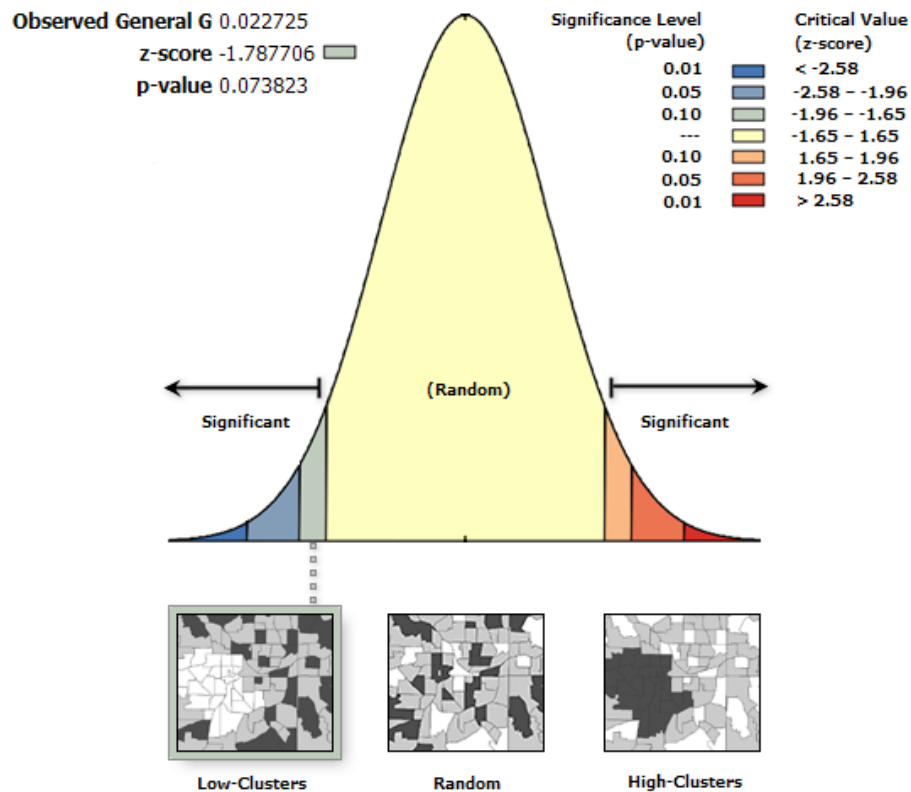 Observed General G 0.022725
z-score -1.787706
p-value 0.073823
Significance Level Critical Value
(p-value) (z-score)
0.01 < -2.58
0.05 -2.58 – -1.96
0.10 -1.96 – -1.65
--- -1.65 – 1.65
0.10 1.65 – 1.96
0.05 1.96 – 2.58
0.01 > 2.58
(Random)
Significant Significant
Low-Clusters Random High-Clusters